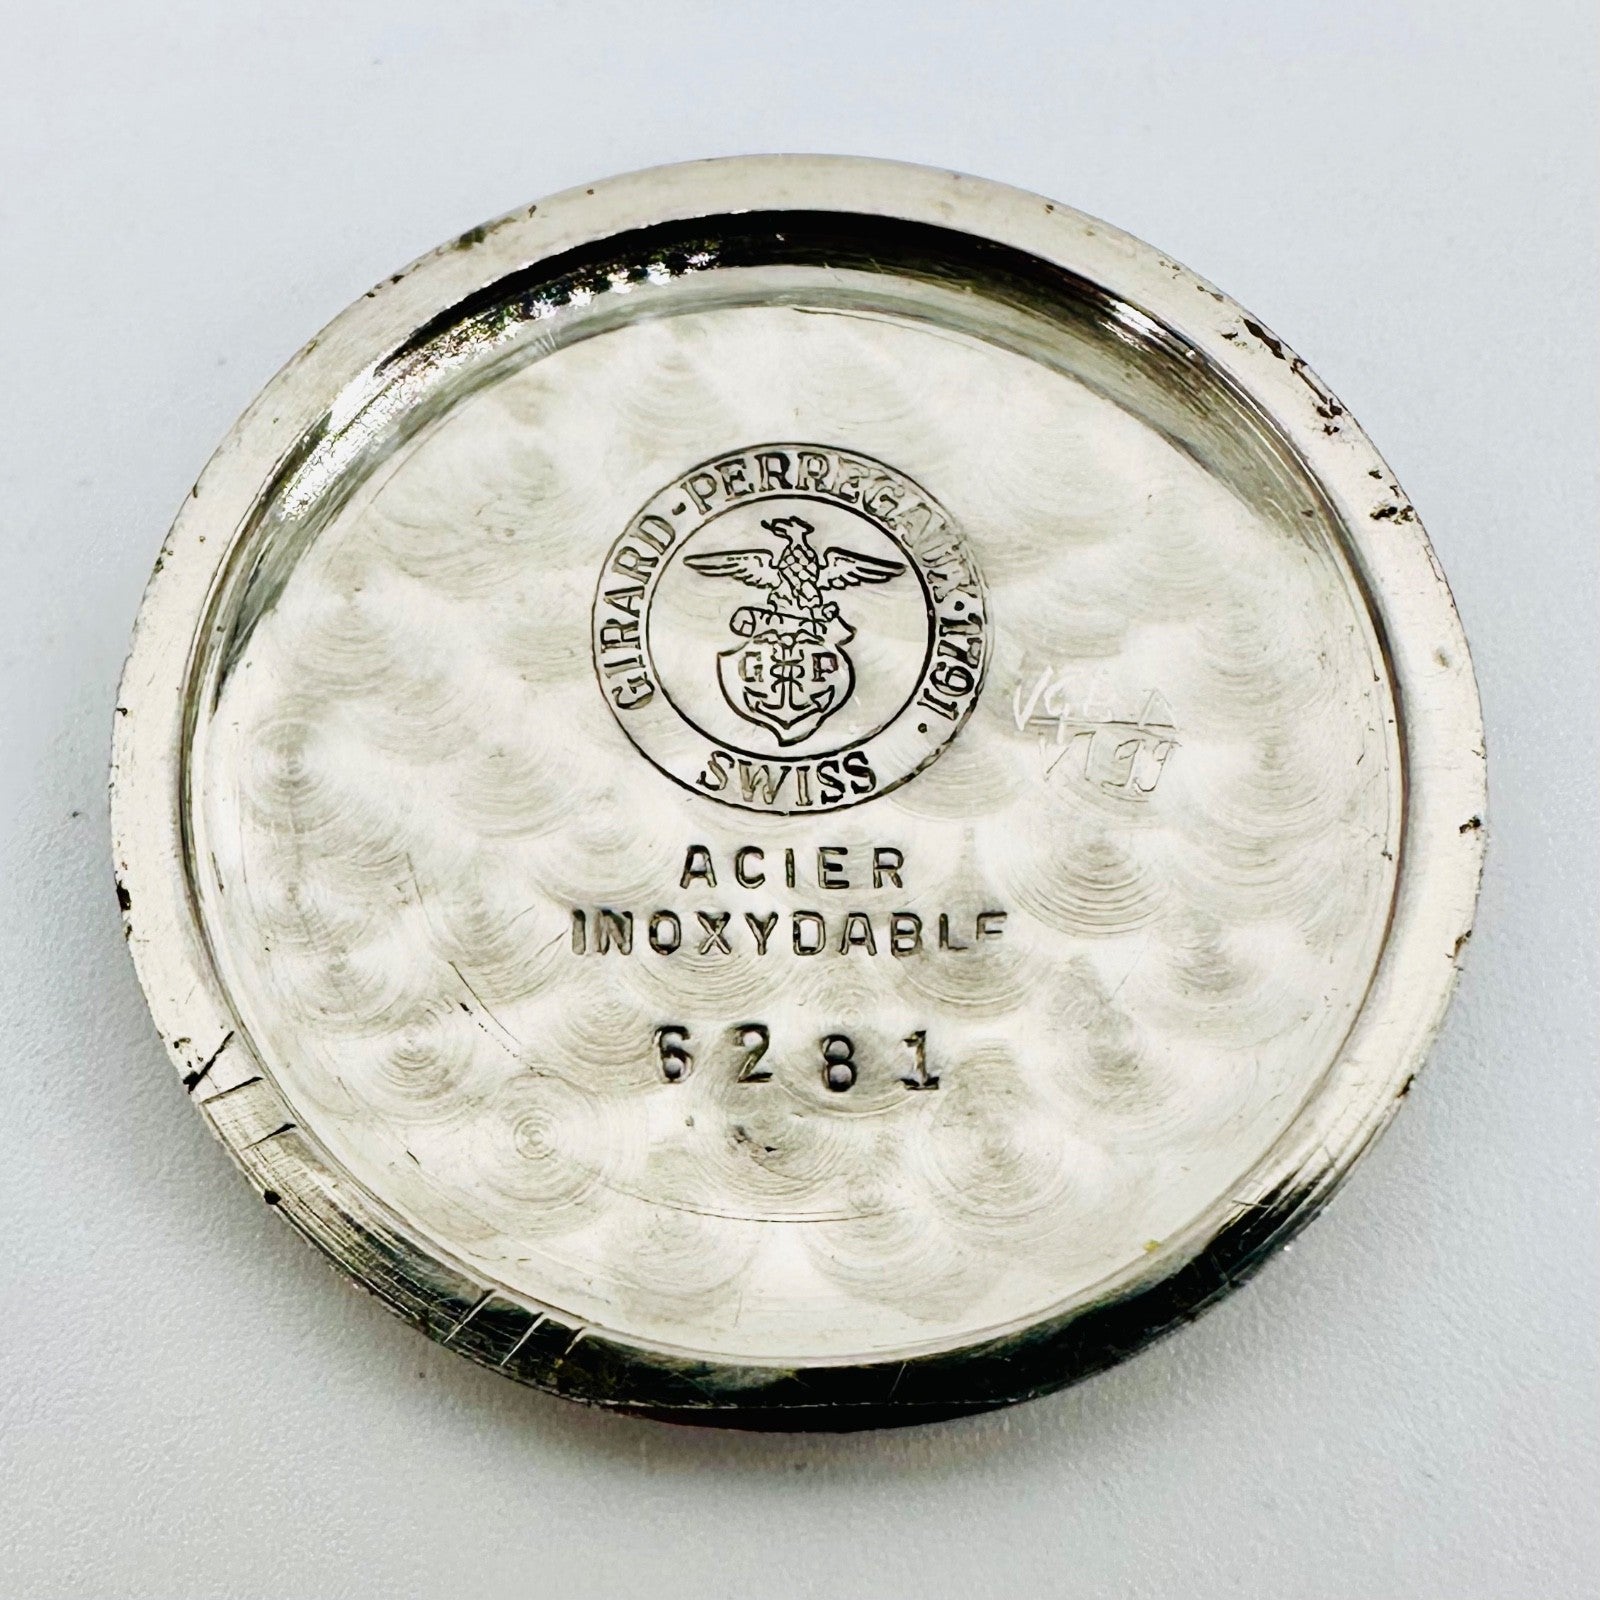 GIRARD-PERREGAUX · 1791 ·
G P
SWISS
ACIER
INOXYDABLE
6281